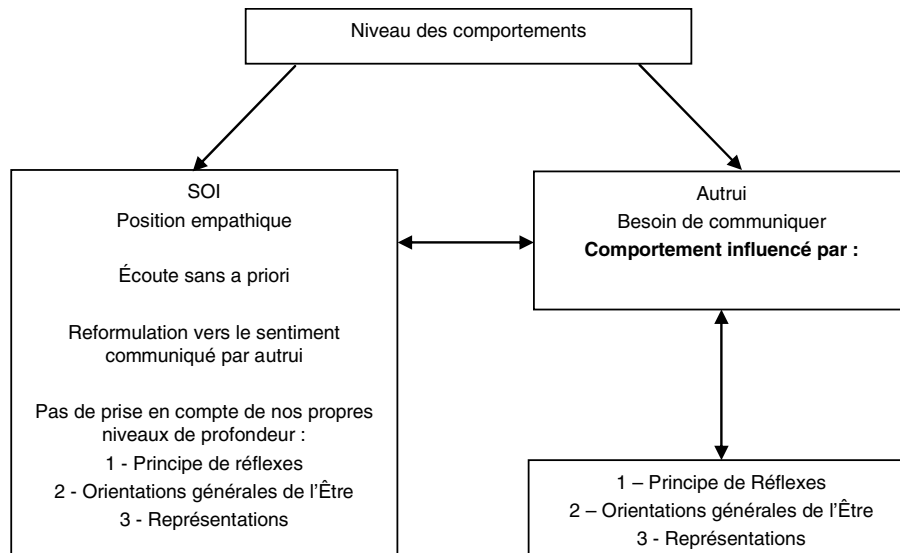 Niveau des comportements
SOI
Position empathique
Écoute sans a priori
Reformulation vers le sentiment
communiqué par autrui
Pas de prise en compte de nos propres
niveaux de profondeur :
1 - Principe de réflexes
2 - Orientations générales de l'Être
3 - Représentations
Autrui
Besoin de communiquer
Comportement influencé par :
1 – Principe de Réflexes
2 – Orientations générales de l'Être
3 - Représentations